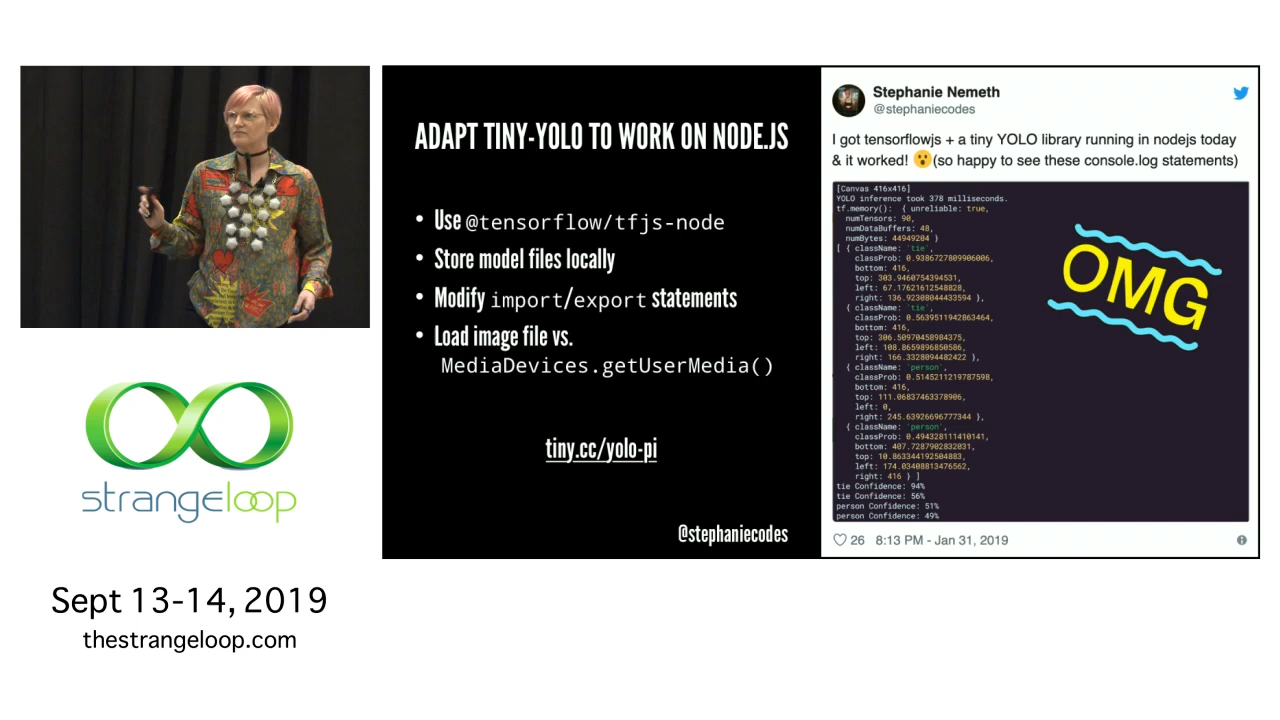 ADAPT TINY-YOLO TO WORK ON NODE.JS
• Use @tensorflow/tfjs-node
• Store model files locally
• Modify import/export statements
• Load image file vs.
MediaDevices.getUserMedia()
tiny.cc/yolo-pi
@stephaniecodes
Stephanie Nemeth
@stephaniecodes
I got tensorflowjs + a tiny YOLO library running in nodejs today
& it worked! 😮(so happy to see these console.log statements)
[Canvas 416x416]
YOLO inference took 378 milliseconds.
tf.memory(): { unreliable: true,
numTensors: 90,
numDataBuffers: 48,
numBytes: 44949204 }
[ { className: 'tie',
classProb: 0.9386727809906006,
bottom: 416,
top: 303.9460754394531,
left: 67.17621612548828,
right: 136.92308044433594 },
{ className: 'tie',
classProb: 0.5639511942863464,
bottom: 416,
top: 306.50970458984375,
left: 108.8659896850586,
right: 166.3328094482422 },
{ className: 'person',
classProb: 0.5145211219787598,
bottom: 416,
top: 111.06837463378906,
left: 0,
right: 245.63926696777344 },
{ className: 'person',
classProb: 0.494328111410141,
bottom: 407.7287902832031,
top: 10.863344192504883,
left: 174.03408813476562,
right: 416 } ]
tie Confidence: 94%
tie Confidence: 56%
person Confidence: 51%
person Confidence: 49%
OMG
26 8:13 PM - Jan 31, 2019
strangeloop
Sept 13-14, 2019
thestrangeloop.com